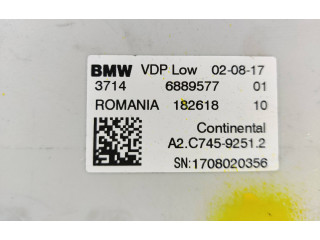 BMW VDP Low 02-08-17
3714 6889577 01
ROMANIA 182618 10
Continental
A2.C745-9251.2
SN:1708020356